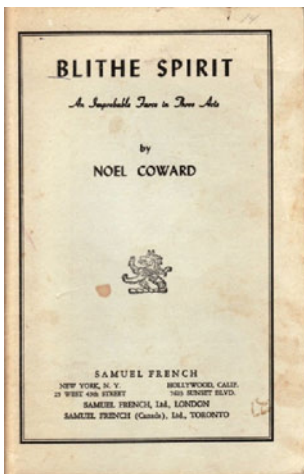 BLITHE SPIRIT
An Improbable Farce in Three Acts
by
NOEL COWARD
SAMUEL FRENCH
NEW YORK, N. Y. HOLLYWOOD, CALIF.
25 WEST 45th STREET 7623 SUNSET BLVD.
SAMUEL FRENCH, Ltd., LONDON
SAMUEL FRENCH (Canada), Ltd., TORONTO